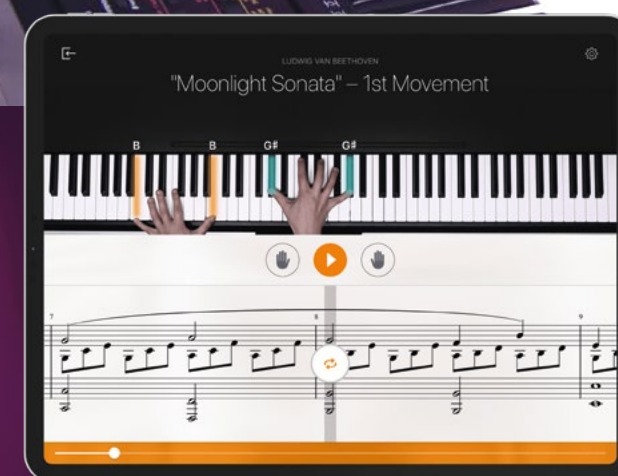 LUDWIG VAN BEETHOVEN
"Moonlight Sonata" – 1st Movement
B B G# G#
7 8 9